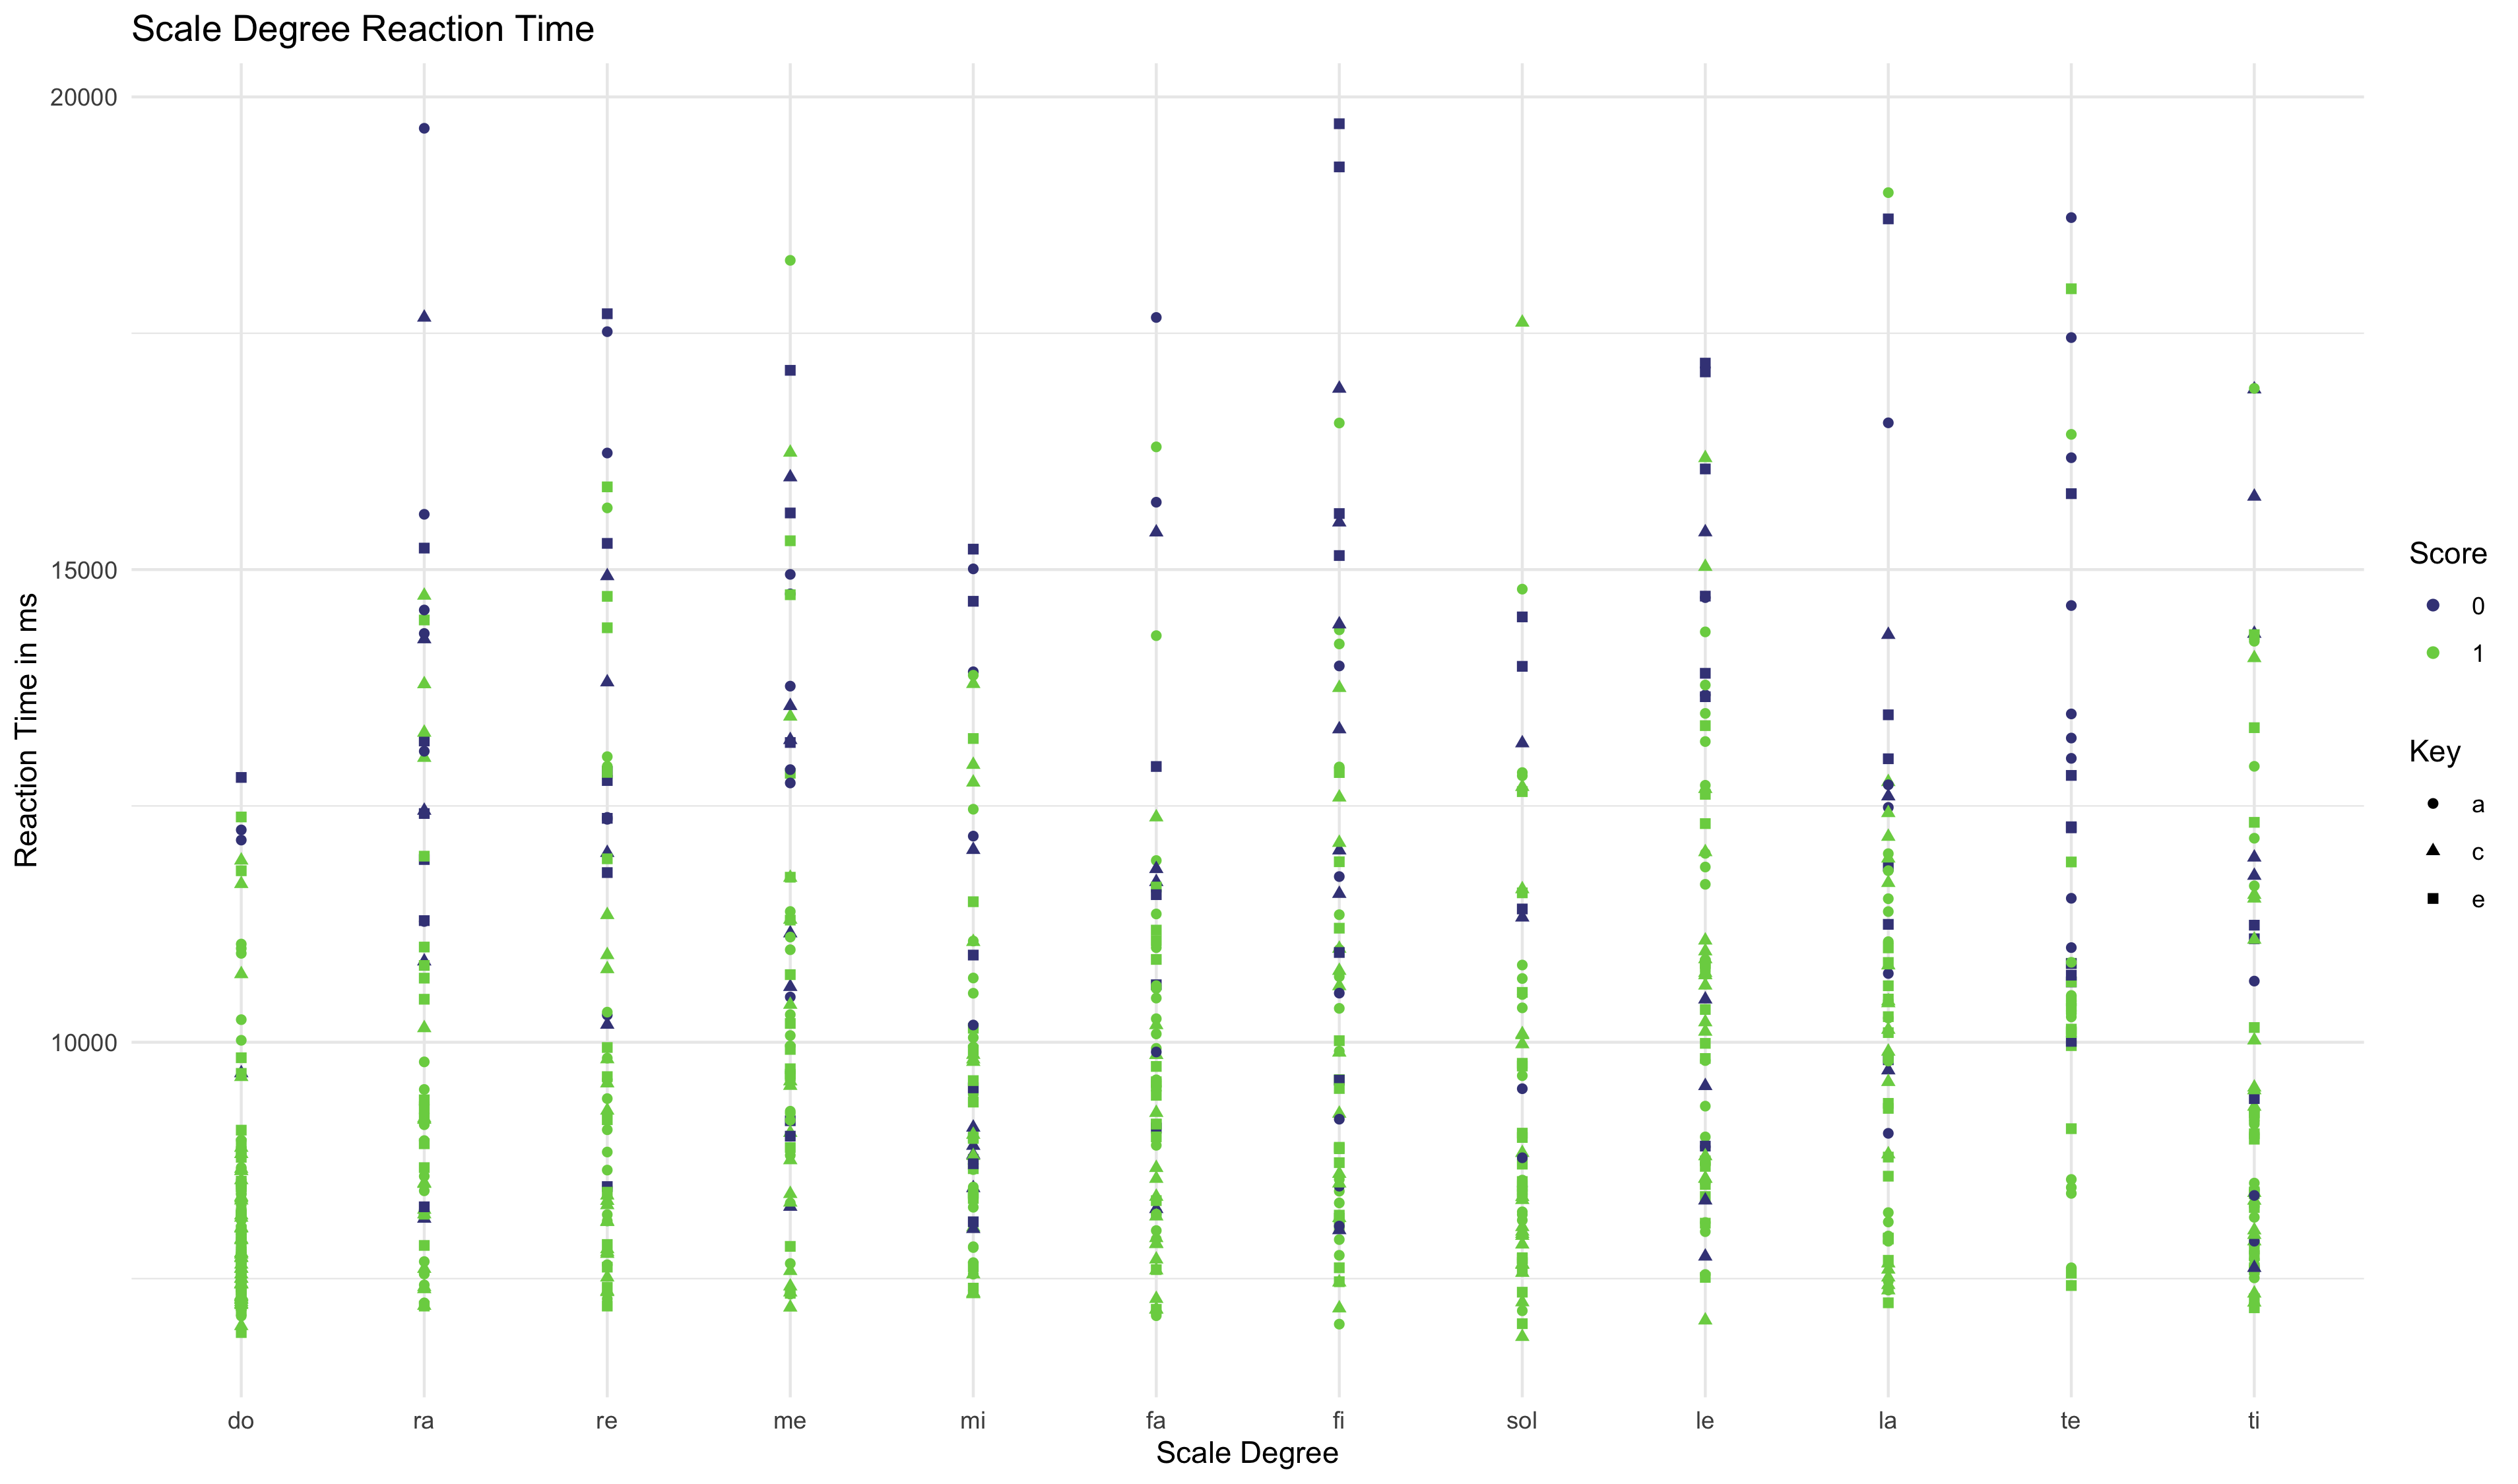 Scale Degree Reaction Time
Reaction Time in ms
20000
15000
10000
do ra re me mi fa fi sol le la te ti
Scale Degree
Score
0
1
Key
a
c
e